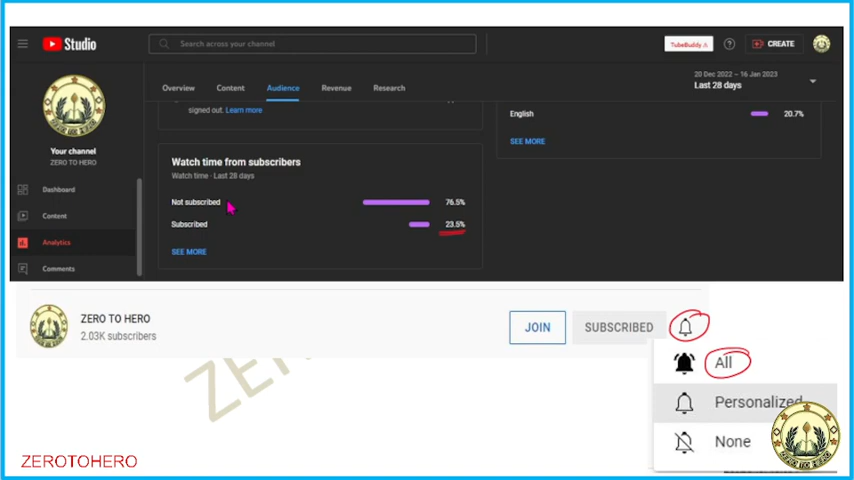 Studio
Search across your channel
TubeBuddy
CREATE
Overview
Content
Audience
Revenue
Research
20 Dec 2022 – 16 Jan 2023
Last 28 days
signed out. Learn more
English
20.7%
SEE MORE
Your channel
ZERO TO HERO
Dashboard
Content
Analytics
Comments
Watch time from subscribers
Watch time · Last 28 days
Not subscribed
76.5%
Subscribed
23.5%
SEE MORE
ZERO TO HERO
2.03K subscribers
JOIN
SUBSCRIBED
All
Personalized
None
ZEROTOHERO